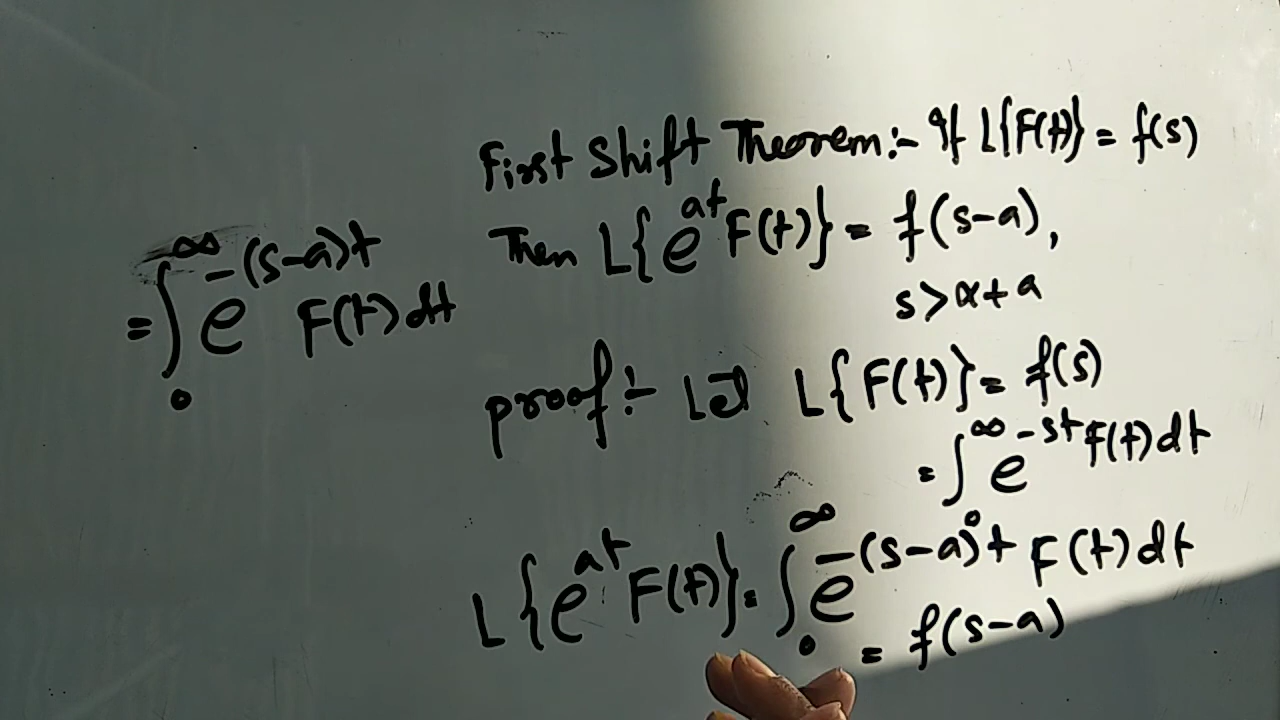 First Shift Theorem:- If L{F(t)} = f(s)
Then L{e^{at} F(t)} = f(s-a),
s>α+a
proof:- Let L{F(t)} = f(s)
= ∫_0^∞ e^{-st} F(t) dt
L{e^{at} F(t)} = ∫_0^∞ e^{-(s-a)t} F(t) dt
= f(s-a)
= ∫_0^∞ e^{-(s-a)t} F(t) dt